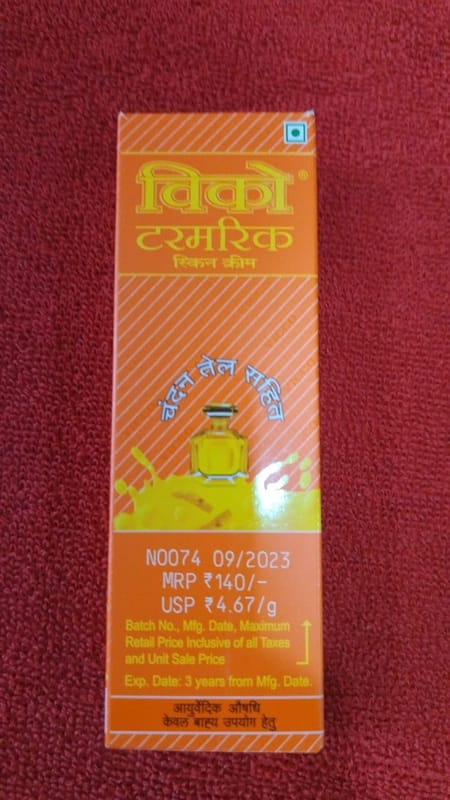 विको®
टरमरिक
स्किन क्रीम
चंदन तेल सहित
N0074 09/2023
MRP ₹140/-
USP ₹4.67/g
Batch No., Mfg. Date, Maximum
Retail Price Inclusive of all Taxes
and Unit Sale Price
Exp. Date: 3 years from Mfg. Date.
आयुर्वेदिक औषधि
केवल बाह्य उपयोग हेतु